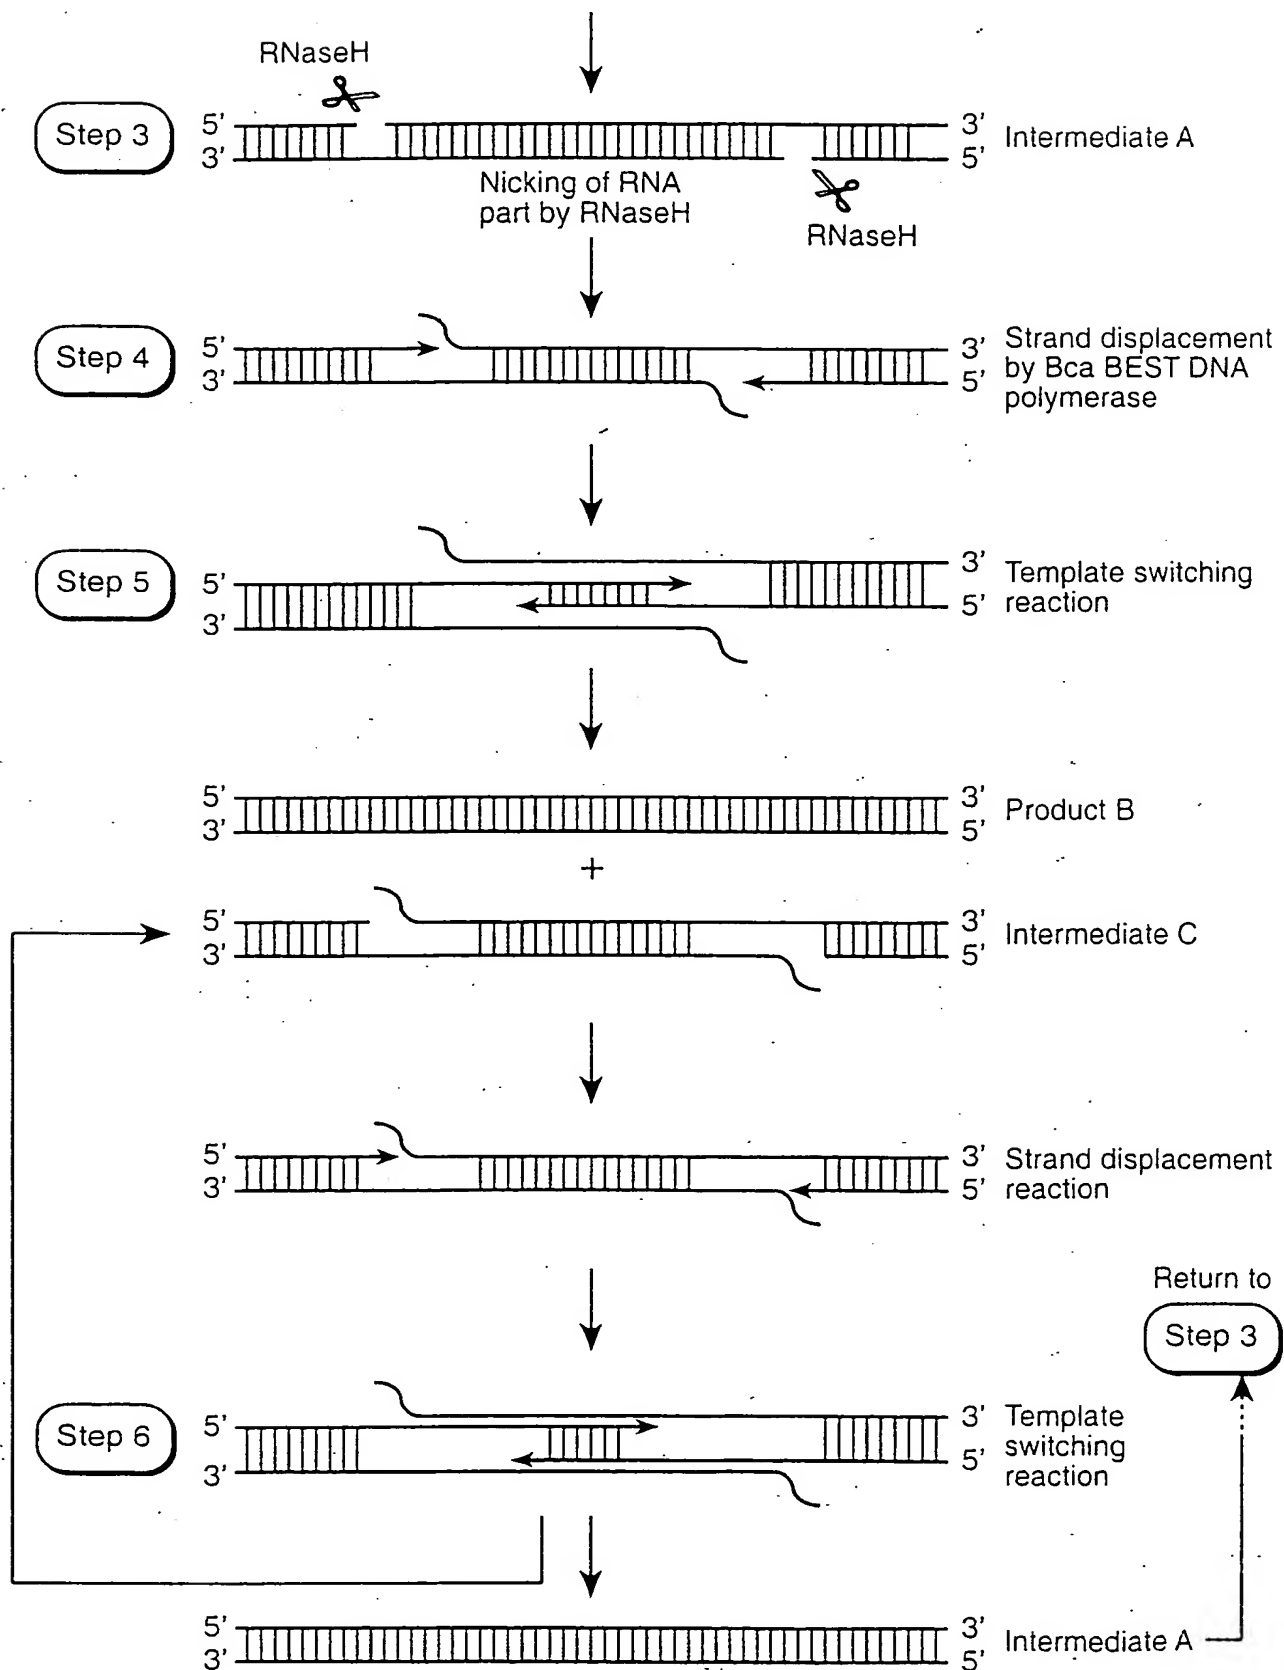 RNaseH
Step 3
5'
3'
3'
5'
Intermediate A
Nicking of RNA
part by RNaseH
RNaseH
Step 4
5'
3'
3'
5'
Strand displacement
by Bca BEST DNA
polymerase
Step 5
5'
3'
3'
5'
Template switching
reaction
5'
3'
3'
5'
Product B
+
5'
3'
3'
5'
Intermediate C
5'
3'
3'
5'
Strand displacement
reaction
Return to
Step 3
Step 6
5'
3'
3'
5'
Template
switching
reaction
5'
3'
3'
5'
Intermediate A